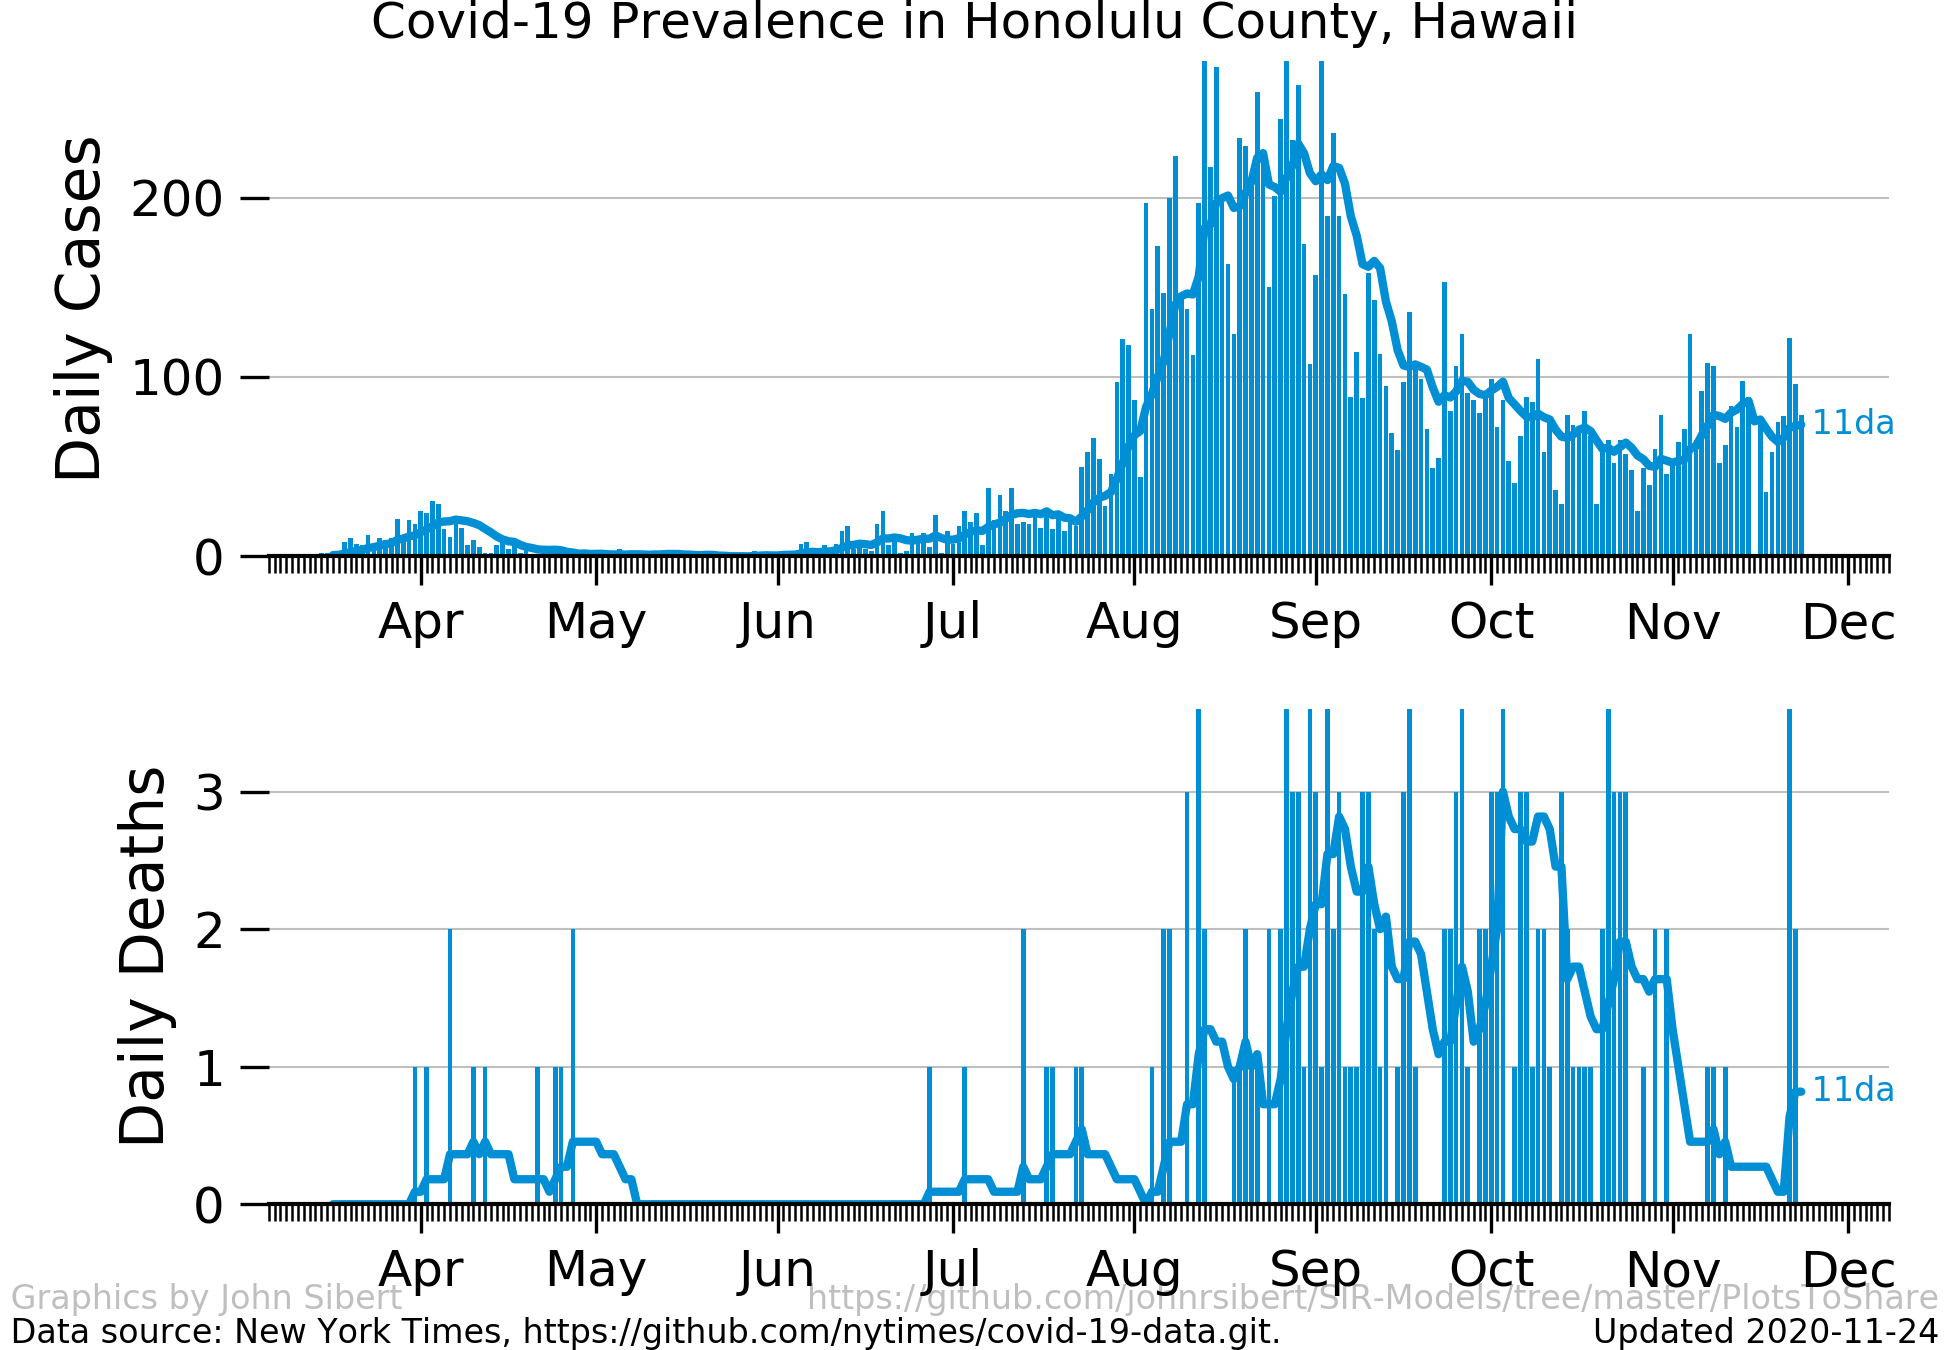 Covid-19 Prevalence in Honolulu County, Hawaii
Daily Cases
200
100
0
11da
Apr May Jun Jul Aug Sep Oct Nov Dec
Daily Deaths
3
2
1
0
11da
Apr May Jun Jul Aug Sep Oct Nov Dec
Graphics by John Sibert https://github.com/johnrsibert/SIR-Models/tree/master/PlotsToShare
Data source: New York Times, https://github.com/nytimes/covid-19-data.git. Updated 2020-11-24